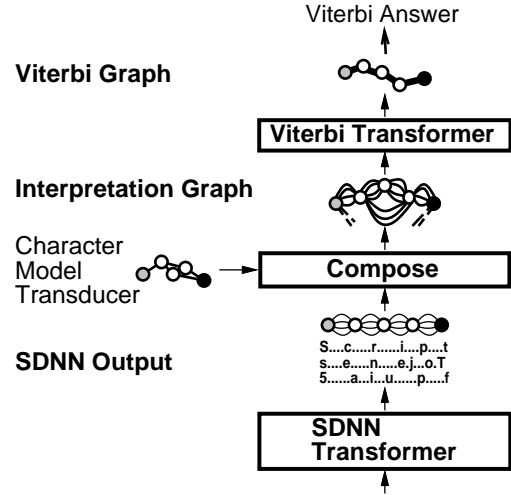 Viterbi Answer
Viterbi Graph
Viterbi Transformer
Interpretation Graph
Character
Model
Transducer
Compose
SDNN Output
S....c.....r......i....p....t
s....e.....n....e.j...o.T
5......a...i...u......p.....f
SDNN
Transformer